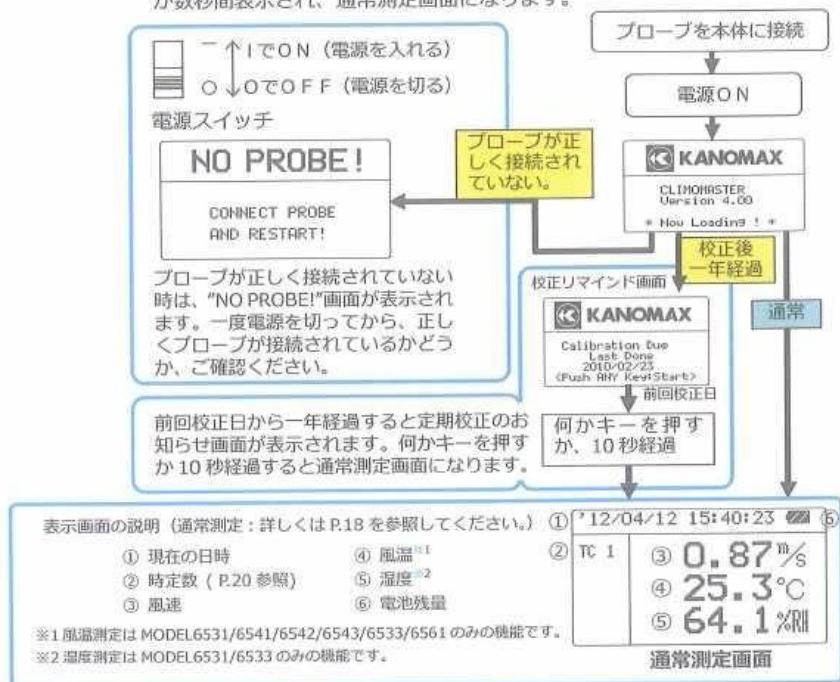 が数秒間表示され、通常測定画面になります。
プローブを本体に接続
電源ON
KANOMAX
CLIMOMASTER
Version 4.00
* Now Loading ! *
IでON(電源を入れる)
OでOFF(電源を切る)
電源スイッチ
NO PROBE!
CONNECT PROBE
AND RESTART!
プローブが正
しく接続され
ていない。
プローブが正しく接続されていない
時は、"NO PROBE!"画面が表示され
ます。一度電源を切ってから、正し
くプローブが接続されているかどう
か、ご確認ください。
校正後
一年経過
通常
校正リマインド画面
KANOMAX
Calibration Due
Last Done
2010/02/23
<Push ANY Key:Start>
前回校正日
前回校正日から一年経過すると定期校正のお
知らせ画面が表示されます。何かキーを押す
か10秒経過すると通常測定画面になります。
何かキーを押す
か、10秒経過
表示画面の説明(通常測定:詳しくはP.18を参照してください。)
① 現在の日時
② 時定数 ( P.20 参照)
③ 風速
④ 風温※1
⑤ 湿度※2
⑥ 電池残量
※1 風温測定は MODEL6531/6541/6542/6543/6533/6561 のみの機能です。
※2 湿度測定は MODEL6531/6533 のみの機能です。
① '12/04/12 15:40:23 ⑥
② TC 1
③ 0.87 m/s
④ 25.3℃
⑤ 64.1 %RH
通常測定画面